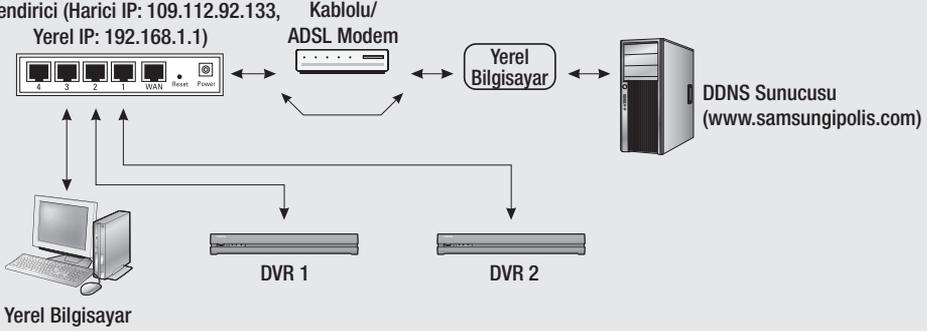 endirici (Harici IP: 109.112.92.133,
Yerel IP: 192.168.1.1)
Kablolu/
ADSL Modem
4 3 2 1 WAN Reset Power
Yerel
Bilgisayar
DDNS Sunucusu
(www.samsungipolis.com)
DVR 1
DVR 2
Yerel Bilgisayar